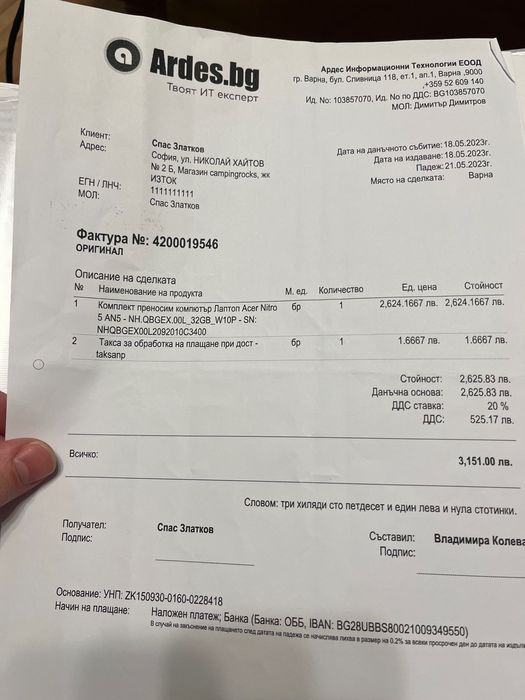 a Ardes.bg
Твоят ИТ експерт
Ардес Информационни Технологии ЕООД
гр. Варна, бул. Сливница 118, ет.1, ап.1, Варна ,9000
,+359 52 609 140
Ид. No: 103857070, Ид. No по ДДС: BG103857070
МОЛ: Димитър Димитров
Клиент: Спас Златков
Адрес: София, ул. НИКОЛАЙ ХАЙТОВ
№ 2 Б, Магазин campingrocks, жк
ИЗТОК
ЕГН / ЛНЧ: 1111111111
МОЛ: Спас Златков
Дата на данъчното събитие: 18.05.2023г.
Дата на издаване: 18.05.2023г.
Падеж: 21.05.2023г.
Място на сделката: Варна
Фактура №: 4200019546
ОРИГИНАЛ
Описание на сделката
№ Наименование на продукта М. ед. Количество Ед. цена Стойност
1 Комплект преносим компютър Лаптоп Acer Nitro бр 1 2,624.1667 лв. 2,624.1667 лв.
5 AN5 - NH.QBGEX.00L_32GB_W10P - SN:
NHQBGEX00L2092010C3400
2 Такса за обработка на плащане при дост - бр 1 1.6667 лв. 1.6667 лв.
taksanp
Стойност: 2,625.83 лв.
Данъчна основа: 2,625.83 лв.
ДДС ставка: 20 %
ДДС: 525.17 лв.
Всичко: 3,151.00 лв.
Словом: три хиляди сто петдесет и един лева и нула стотинки.
Получател: Спас Златков
Подпис:
Съставил: Владимира Колева
Подпис:
Основание: УНП: ZK150930-0160-0228418
Начин на плащане: Наложен платеж; Банка (Банка: ОББ, IBAN: BG28UBBS80021009349550)
В случай на закъснение на плащането след датата на падежа се начислява лихва в размер на 0.2% за всеки просрочен ден до датата на